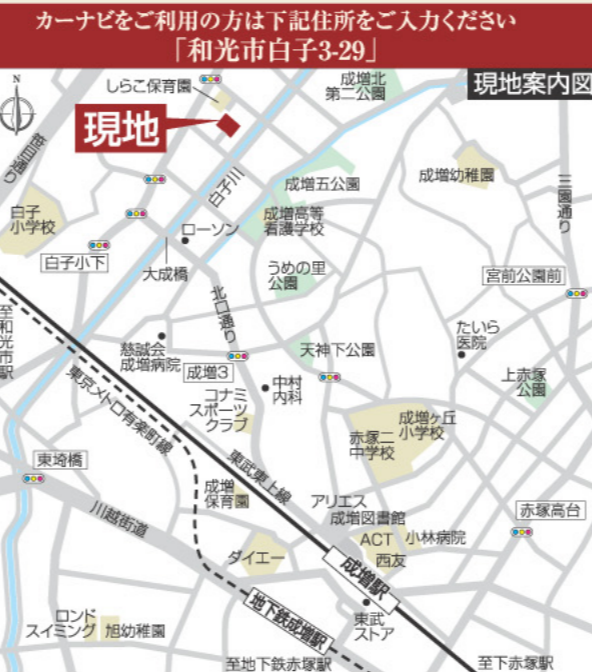 カーナビをご利用の方は下記住所をご入力ください
「和光市白子3-29」
現地案内図
N
しらこ保育園
成増北
第二公園
現地
笹目通り
白子川
成増五公園
成増幼稚園
三園通り
白子
小学校
成増高等
看護学校
ローソン
白子小下
大成橋
うめの里
公園
宮前公園前
北口通り
至和光市駅
慈誠会
成増病院
成増3
天神下公園
たいら
医院
東京メトロ有楽町線
中村
内科
上赤塚
公園
コナミ
スポーツ
クラブ
成増ヶ丘
小学校
赤塚二
中学校
東埼橋
東武東上線
成増
保育園
アリエス
成増図書館
赤塚高台
川越街道
ACT
小林病院
西友
ダイエー
成増駅
地下鉄成増駅
東武
ストア
ロンド
スイミング
旭幼稚園
至地下鉄赤塚駅
至下赤塚駅